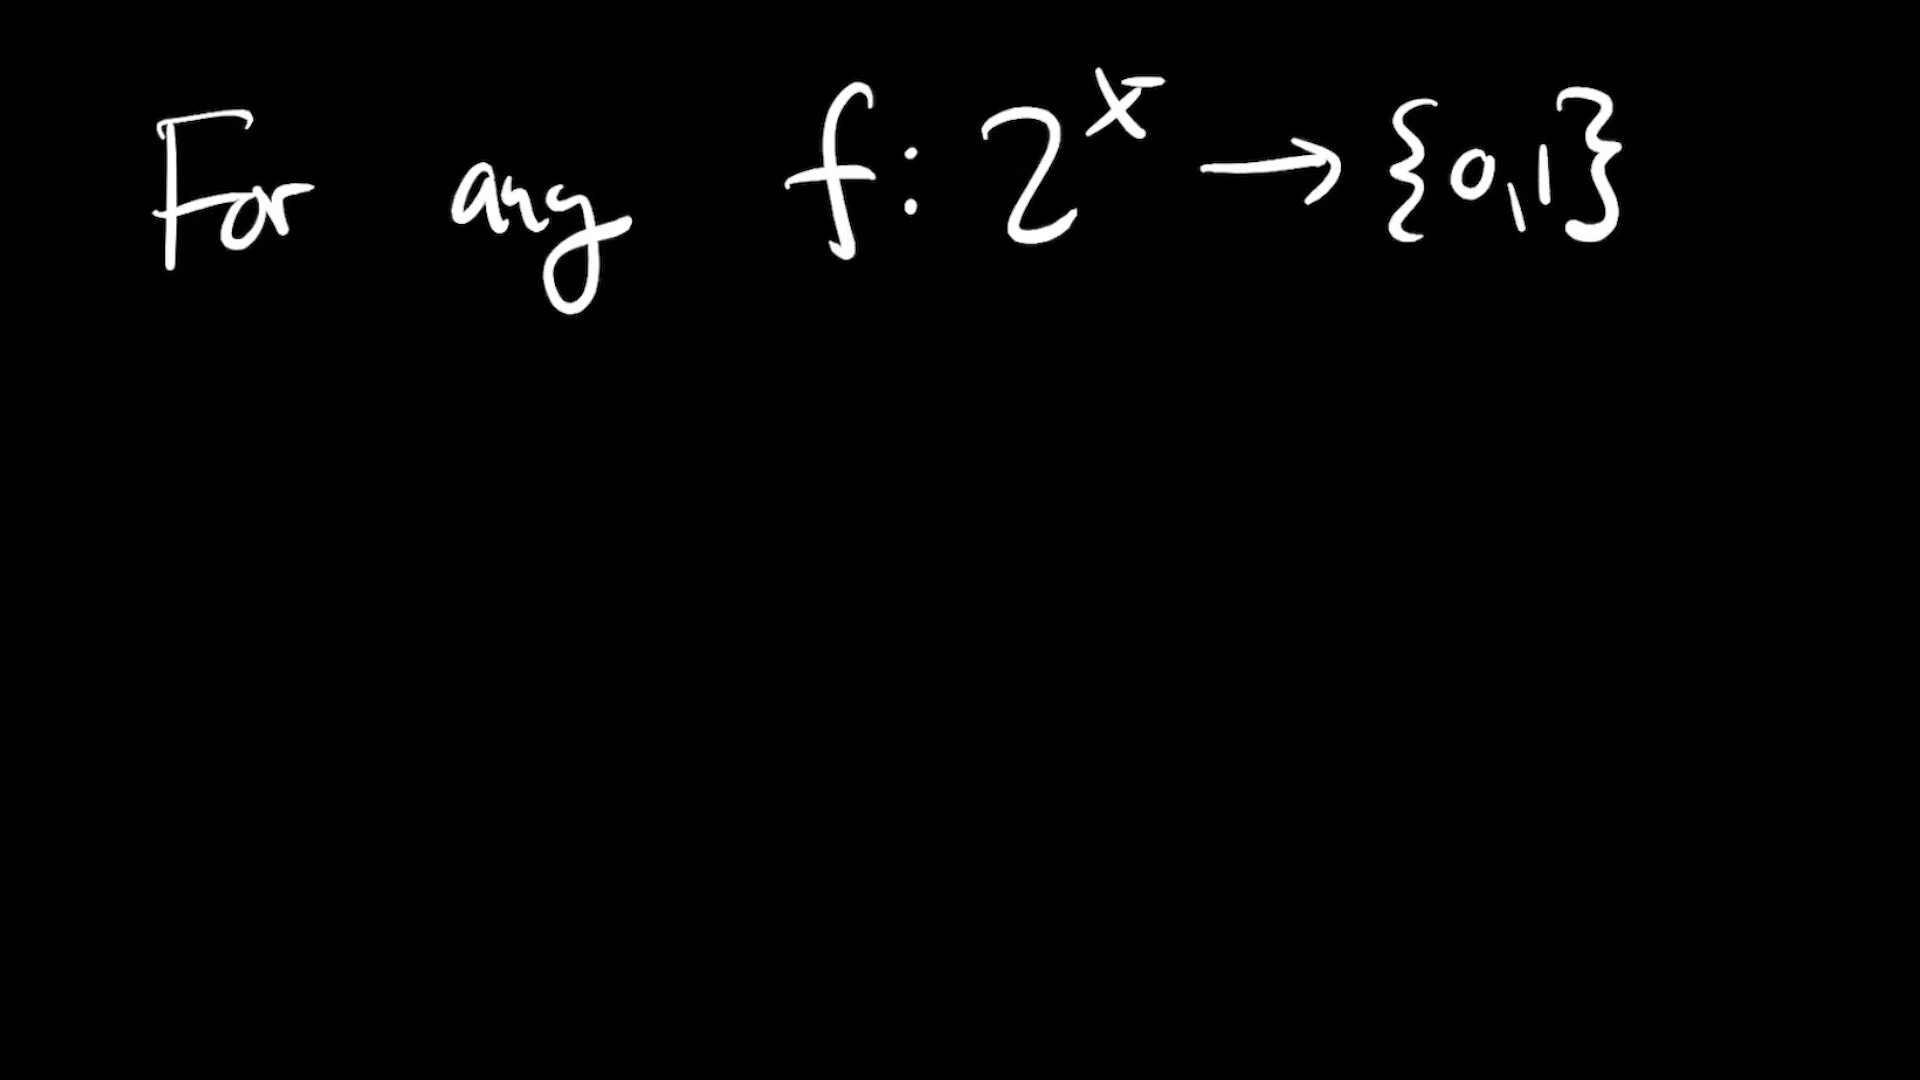 For any f: 2^X → {0,1}